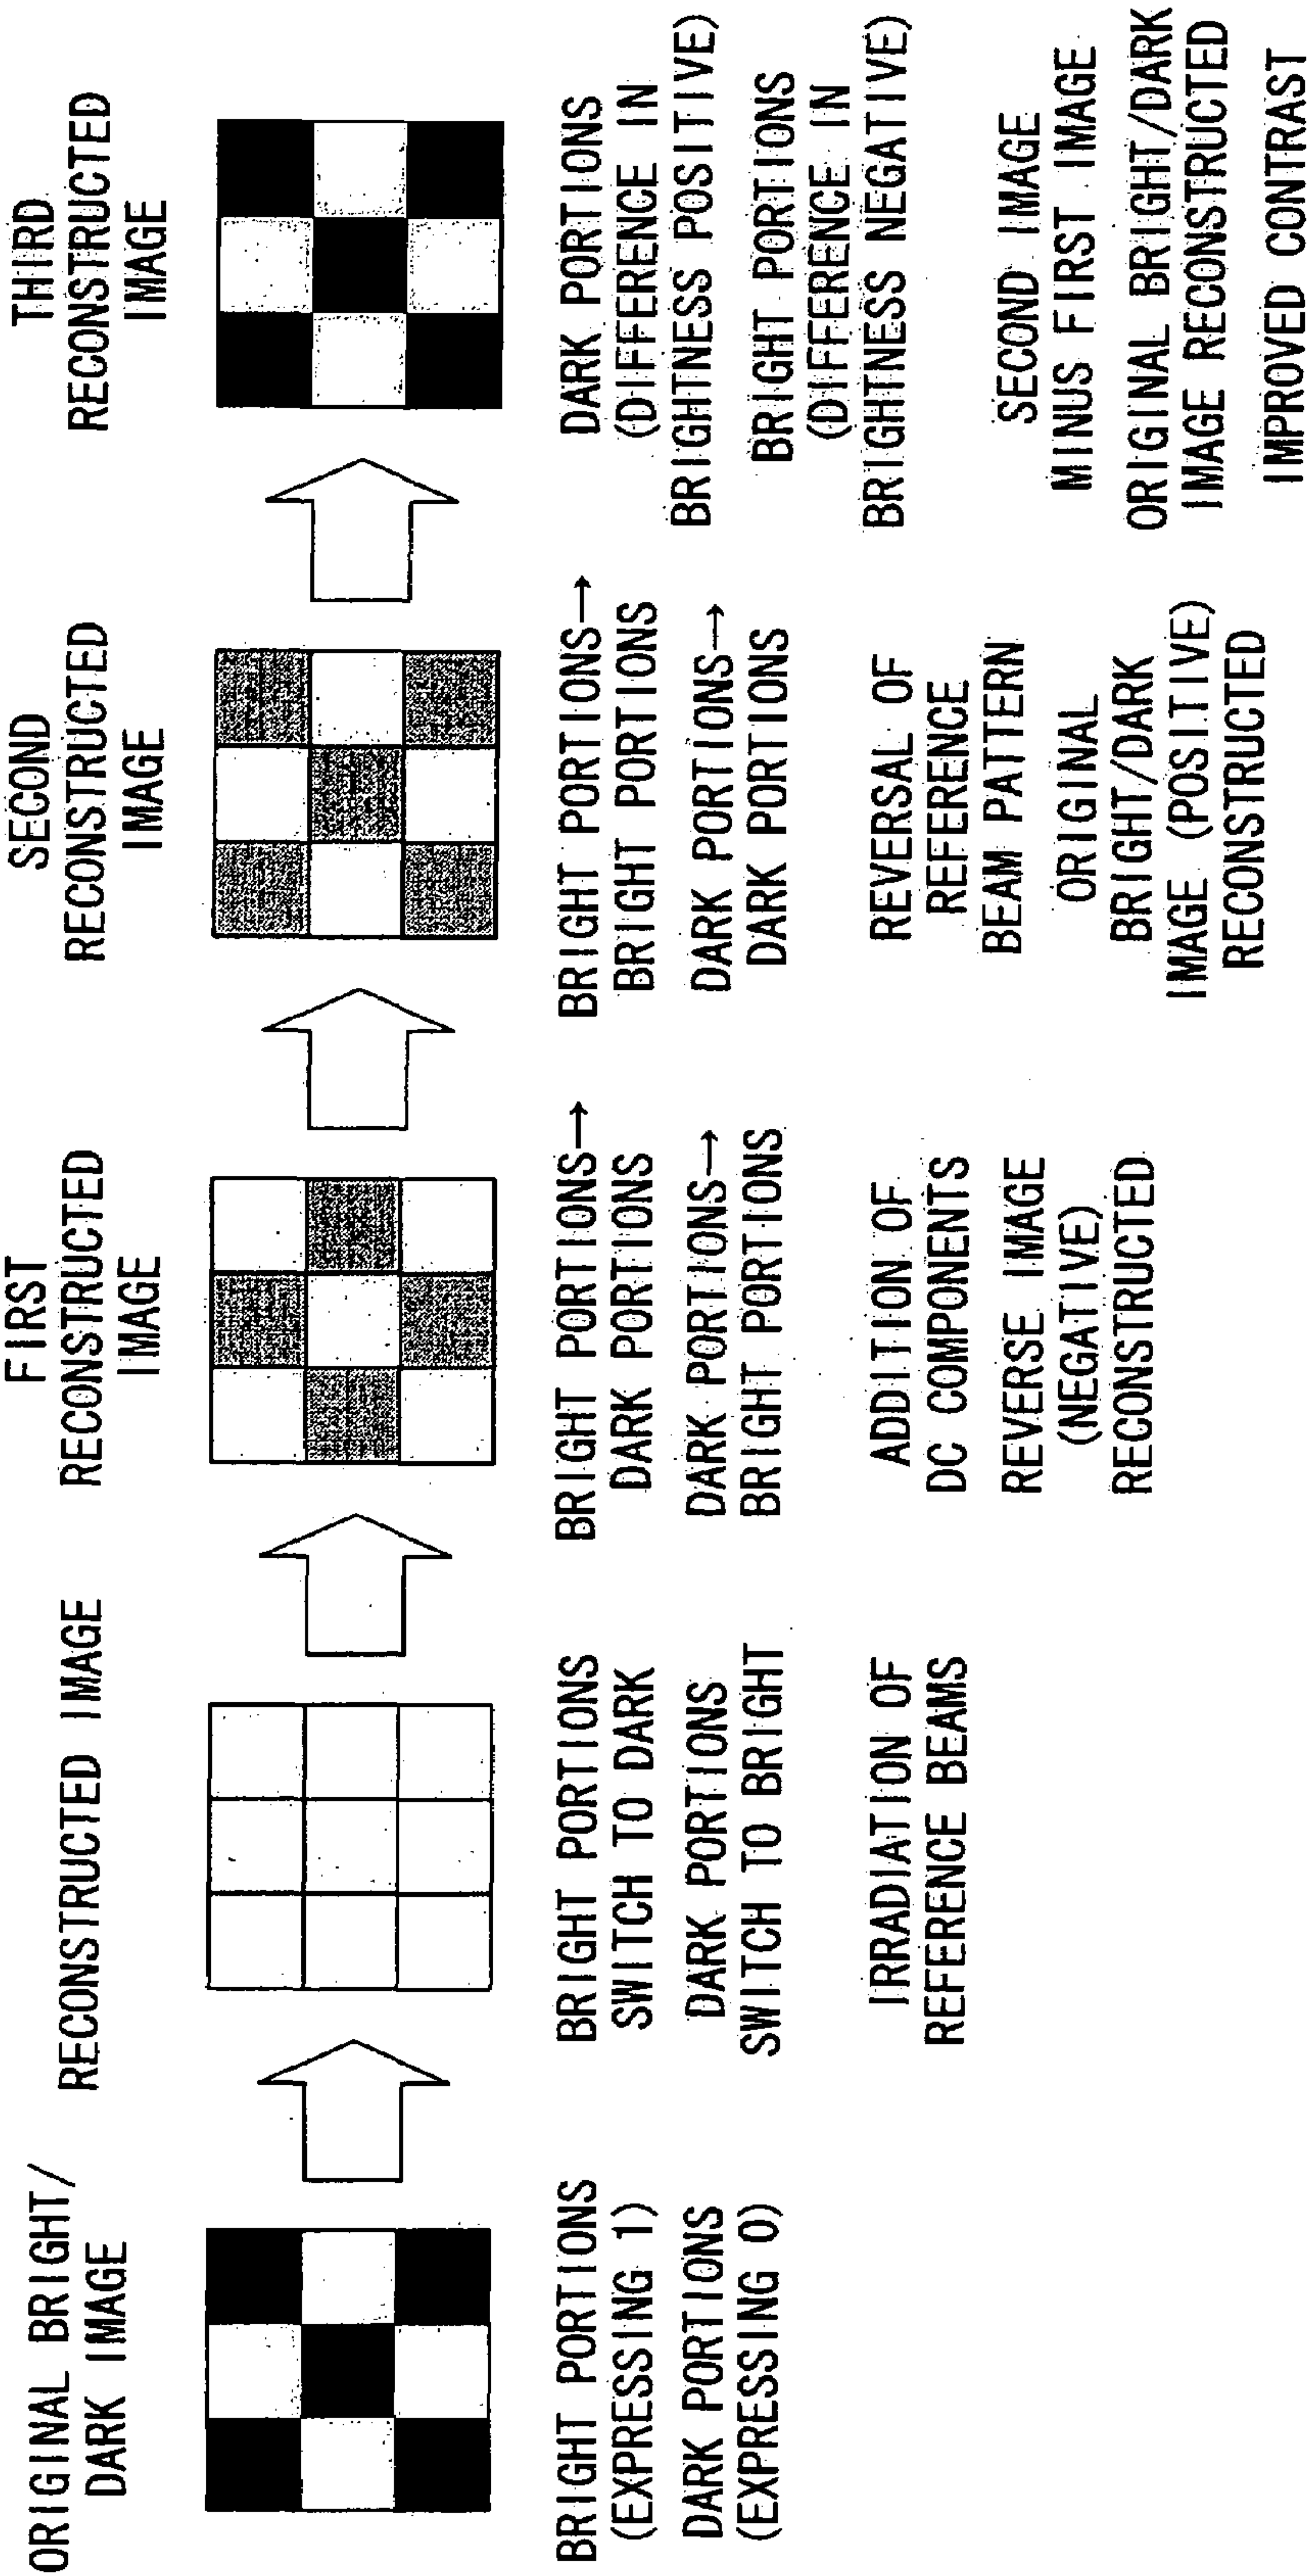 ORIGINAL BRIGHT/
DARK IMAGE
BRIGHT PORTIONS
(EXPRESSING 1)
DARK PORTIONS
(EXPRESSING 0)
RECONSTRUCTED IMAGE
BRIGHT PORTIONS
SWITCH TO DARK
DARK PORTIONS
SWITCH TO BRIGHT
IRRADIATION OF
REFERENCE BEAMS
FIRST
RECONSTRUCTED
IMAGE
BRIGHT PORTIONS→
DARK PORTIONS
DARK PORTIONS→
BRIGHT PORTIONS
ADDITION OF
DC COMPONENTS
REVERSE IMAGE
(NEGATIVE)
RECONSTRUCTED
SECOND
RECONSTRUCTED
IMAGE
BRIGHT PORTIONS→
BRIGHT PORTIONS
DARK PORTIONS→
DARK PORTIONS
REVERSAL OF
REFERENCE
BEAM PATTERN
ORIGINAL
BRIGHT/DARK
IMAGE (POSITIVE)
RECONSTRUCTED
THIRD
RECONSTRUCTED
IMAGE
DARK PORTIONS
(DIFFERENCE IN
BRIGHTNESS POSITIVE)
BRIGHT PORTIONS
(DIFFERENCE IN
BRIGHTNESS NEGATIVE)
SECOND IMAGE
MINUS FIRST IMAGE
ORIGINAL BRIGHT/DARK
IMAGE RECONSTRUCTED
IMPROVED CONTRAST